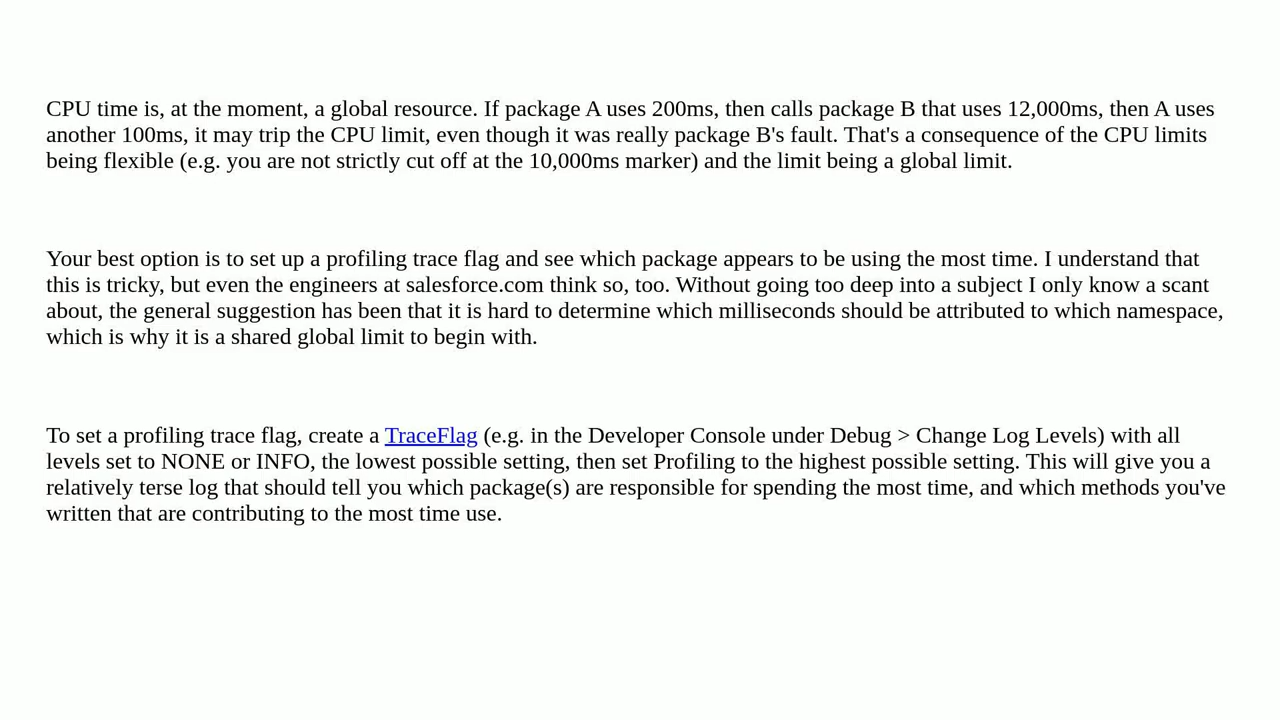 CPU time is, at the moment, a global resource. If package A uses 200ms, then calls package B that uses 12,000ms, then A uses
another 100ms, it may trip the CPU limit, even though it was really package B's fault. That's a consequence of the CPU limits
being flexible (e.g. you are not strictly cut off at the 10,000ms marker) and the limit being a global limit.
Your best option is to set up a profiling trace flag and see which package appears to be using the most time. I understand that
this is tricky, but even the engineers at salesforce.com think so, too. Without going too deep into a subject I only know a scant
about, the general suggestion has been that it is hard to determine which milliseconds should be attributed to which namespace,
which is why it is a shared global limit to begin with.
To set a profiling trace flag, create a TraceFlag (e.g. in the Developer Console under Debug > Change Log Levels) with all
levels set to NONE or INFO, the lowest possible setting, then set Profiling to the highest possible setting. This will give you a
relatively terse log that should tell you which package(s) are responsible for spending the most time, and which methods you've
written that are contributing to the most time use.